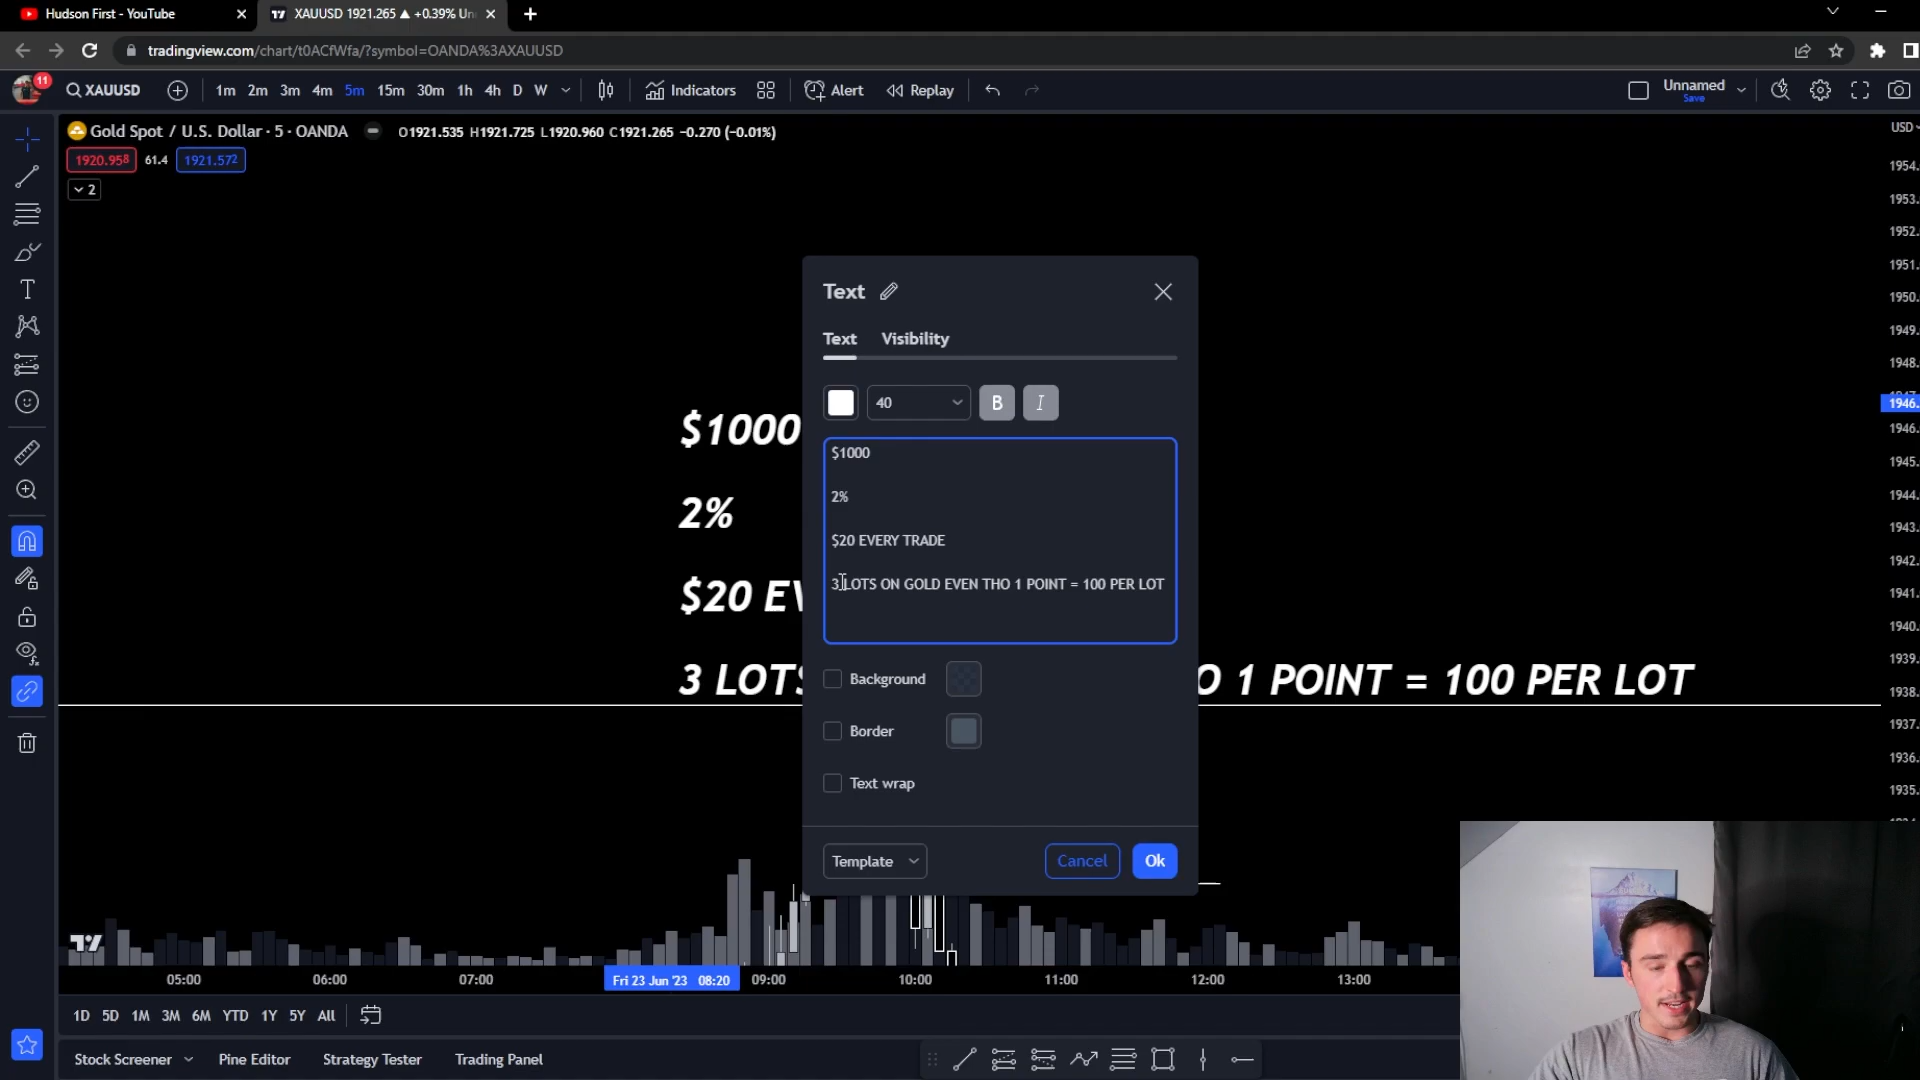 Hudson First - YouTube
XAUUSD 1921.265 ▲ +0.39% Un
tradingview.com/chart/t0ACfWfa/?symbol=OANDA%3AXAUUSD
11
XAUUSD
1m 2m 3m 4m 5m 15m 30m 1h 4h D W
Indicators
Alert
Replay
Unnamed
Save
Gold Spot / U.S. Dollar · 5 · OANDA
O1921.535 H1921.725 L1920.960 C1921.265 −0.270 (−0.01%)
USD
1920.958 61.4 1921.572
2
1954.
1953.
1952.
1951.
1950.
1949.
1948.
1946.
1946.
1945.
1944.
1943.
1942.
1941.
1940.
1939.
1938.
1937.
1936.
1935.
$1000
2%
$20 EV
3 LOTS
O 1 POINT = 100 PER LOT
Text
Text Visibility
40 B I
$1000
2%
$20 EVERY TRADE
3 LOTS ON GOLD EVEN THO 1 POINT = 100 PER LOT
Background
Border
Text wrap
Template
Cancel
Ok
05:00 06:00 07:00 Fri 23 Jun '23 08:20 09:00 10:00 11:00 12:00 13:00
1D 5D 1M 3M 6M YTD 1Y 5Y All
Stock Screener Pine Editor Strategy Tester Trading Panel